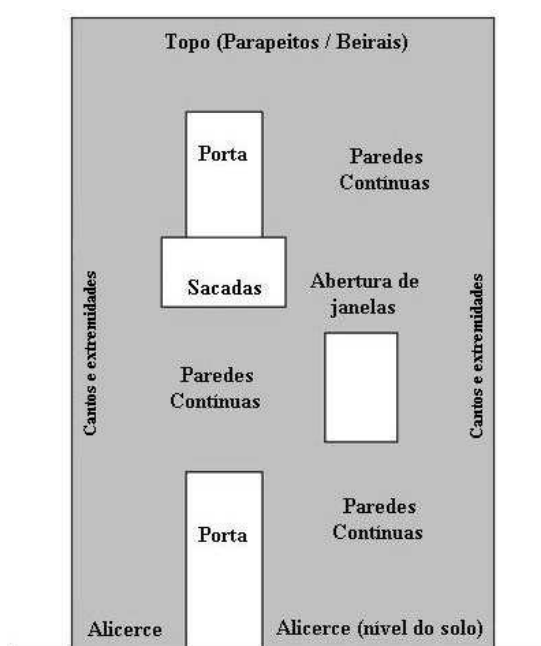 Topo (Parapeitos / Beirais)
Porta
Paredes
Contínuas
Sacadas
Abertura de
janelas
Cantos e extremidades
Cantos e extremidades
Paredes
Contínuas
Paredes
Contínuas
Porta
Alicerce
Alicerce (nível do solo)